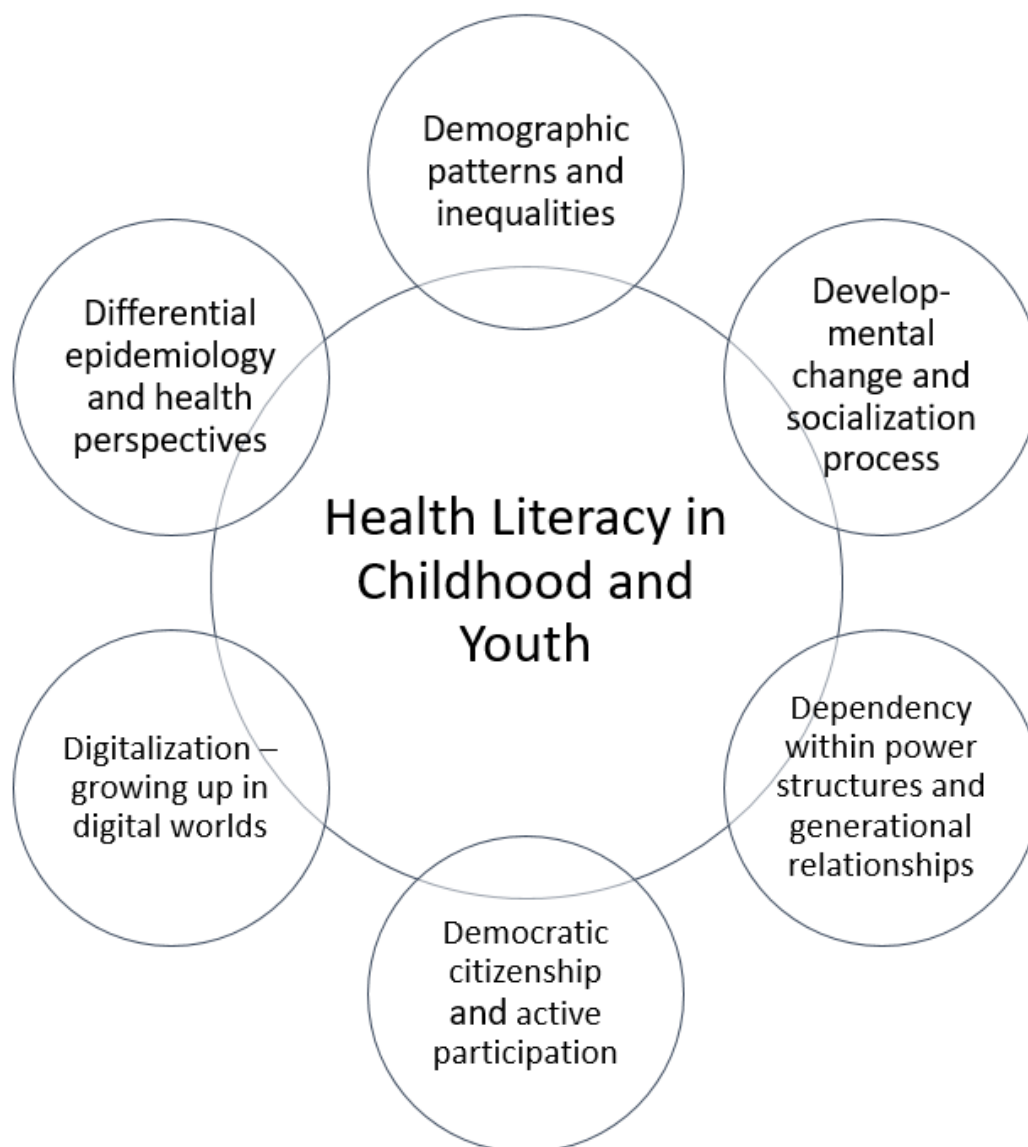 Demographic
patterns and
inequalities
Differential
epidemiology
and health
perspectives
Develop-
mental
change and
socialization
process
Health Literacy in
Childhood and
Youth
Digitalization –
growing up in
digital worlds
Dependency
within power
structures and
generational
relationships
Democratic
citizenship
and active
participation